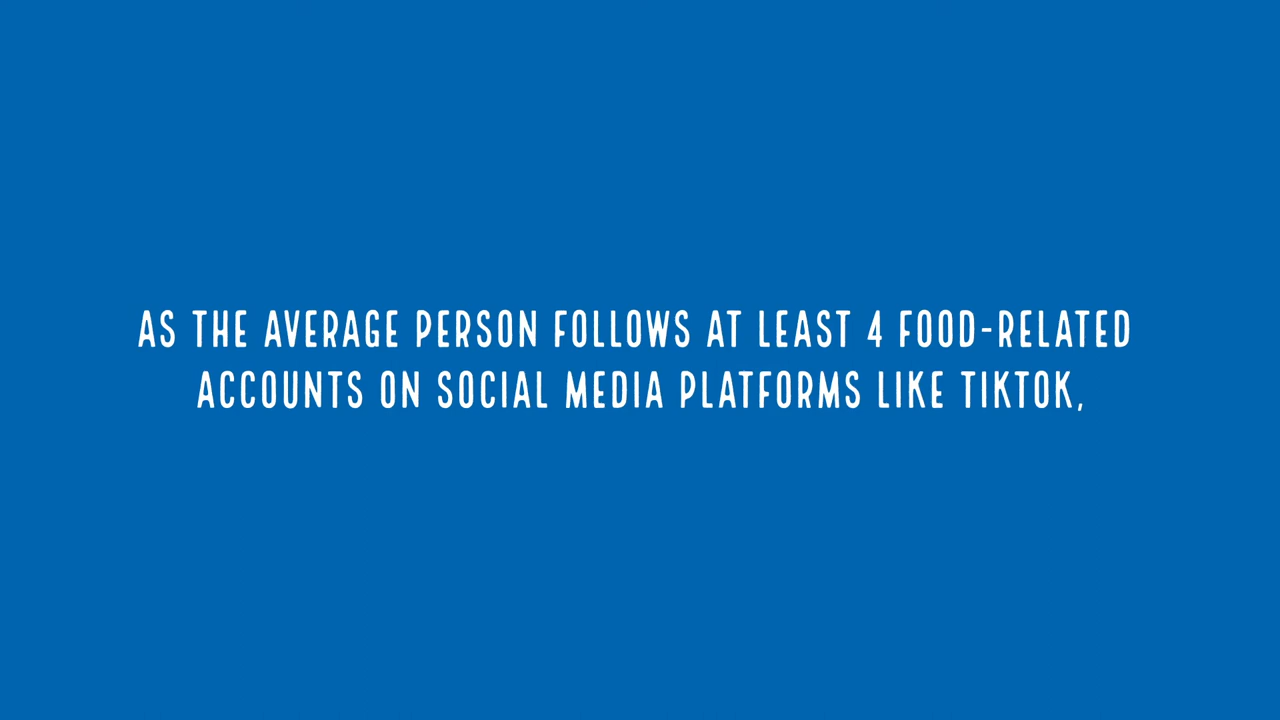 AS THE AVERAGE PERSON FOLLOWS AT LEAST 4 FOOD-RELATED
ACCOUNTS ON SOCIAL MEDIA PLATFORMS LIKE TIKTOK,